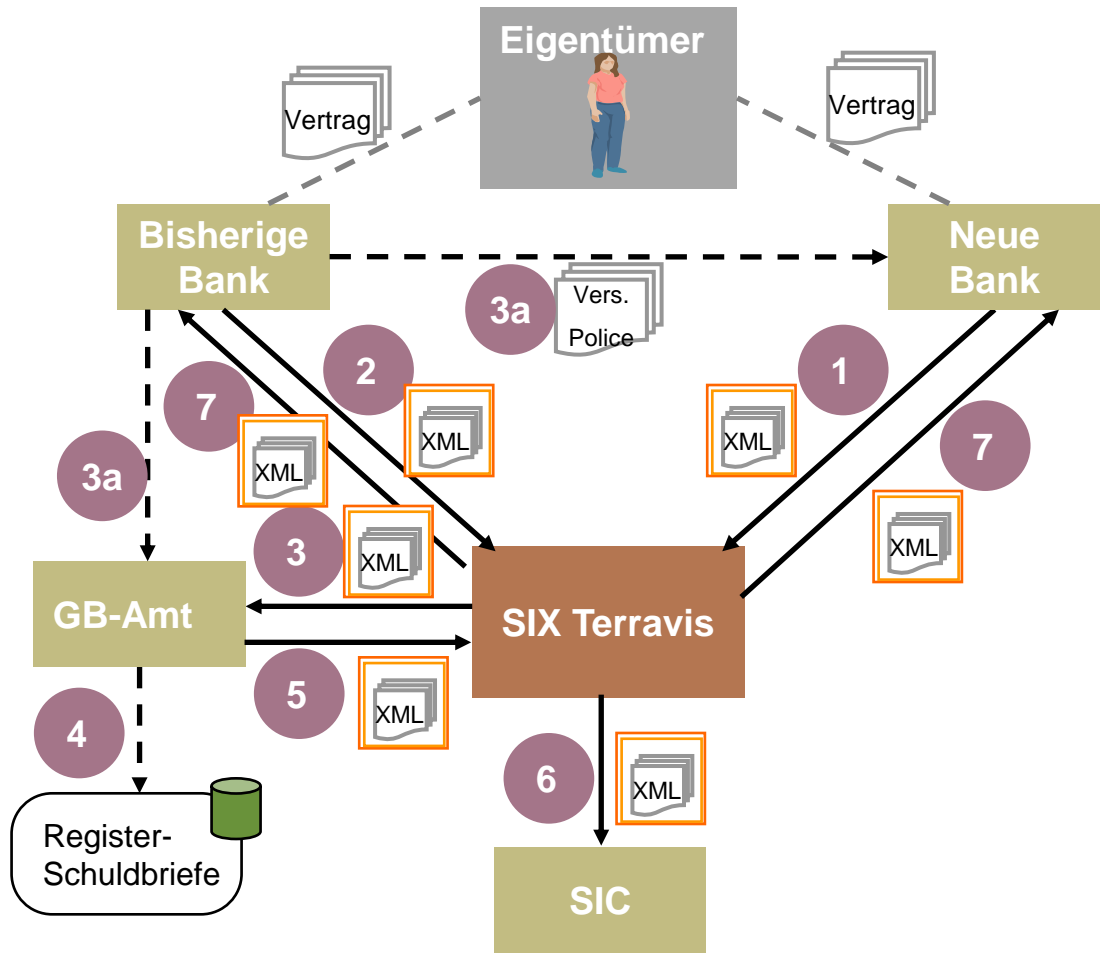 Eigentümer
Vertrag
Vertrag
Bisherige
Bank
Neue
Bank
3a
Vers.
Police
2
1
7
XML
XML
7
XML
XML
3a
3
XML
GB-Amt
SIX Terravis
5
XML
4
6
XML
Register-
Schuldbriefe
SIC